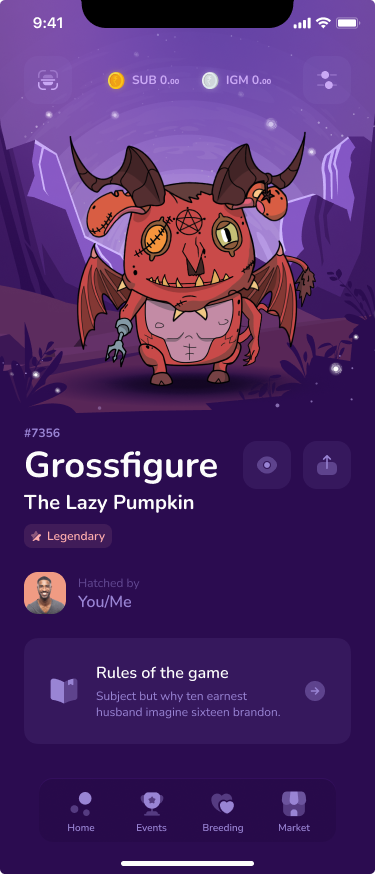 9:41
SUB 0.00
IGM 0.00
#7356
Grossfigure
The Lazy Pumpkin
Legendary
Hatched by
You/Me
Rules of the game
Subject but why ten earnest
husband imagine sixteen brandon.
Home
Events
Breeding
Market